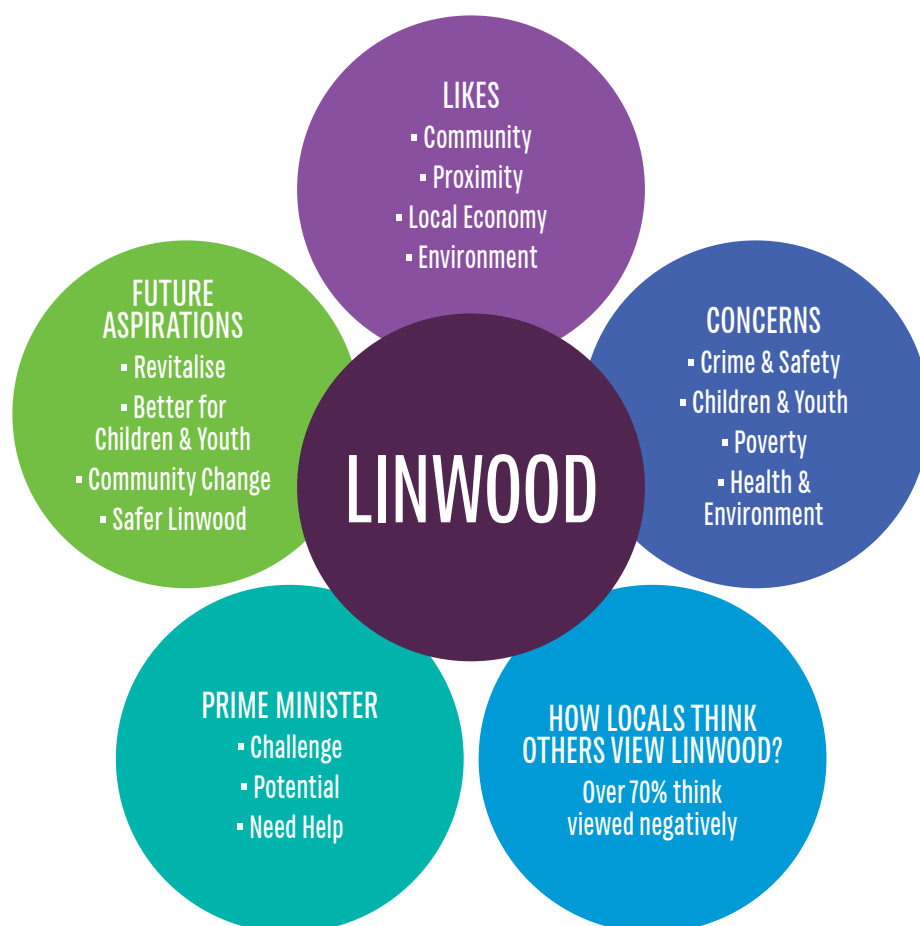 LIKES
▪ Community
▪ Proximity
▪ Local Economy
▪ Environment
CONCERNS
▪ Crime & Safety
▪ Children & Youth
▪ Poverty
▪ Health &
Environment
HOW LOCALS THINK
OTHERS VIEW LINWOOD?
Over 70% think
viewed negatively
PRIME MINISTER
▪ Challenge
▪ Potential
▪ Need Help
FUTURE
ASPIRATIONS
▪ Revitalise
▪ Better for
Children & Youth
▪ Community Change
▪ Safer Linwood
LINWOOD